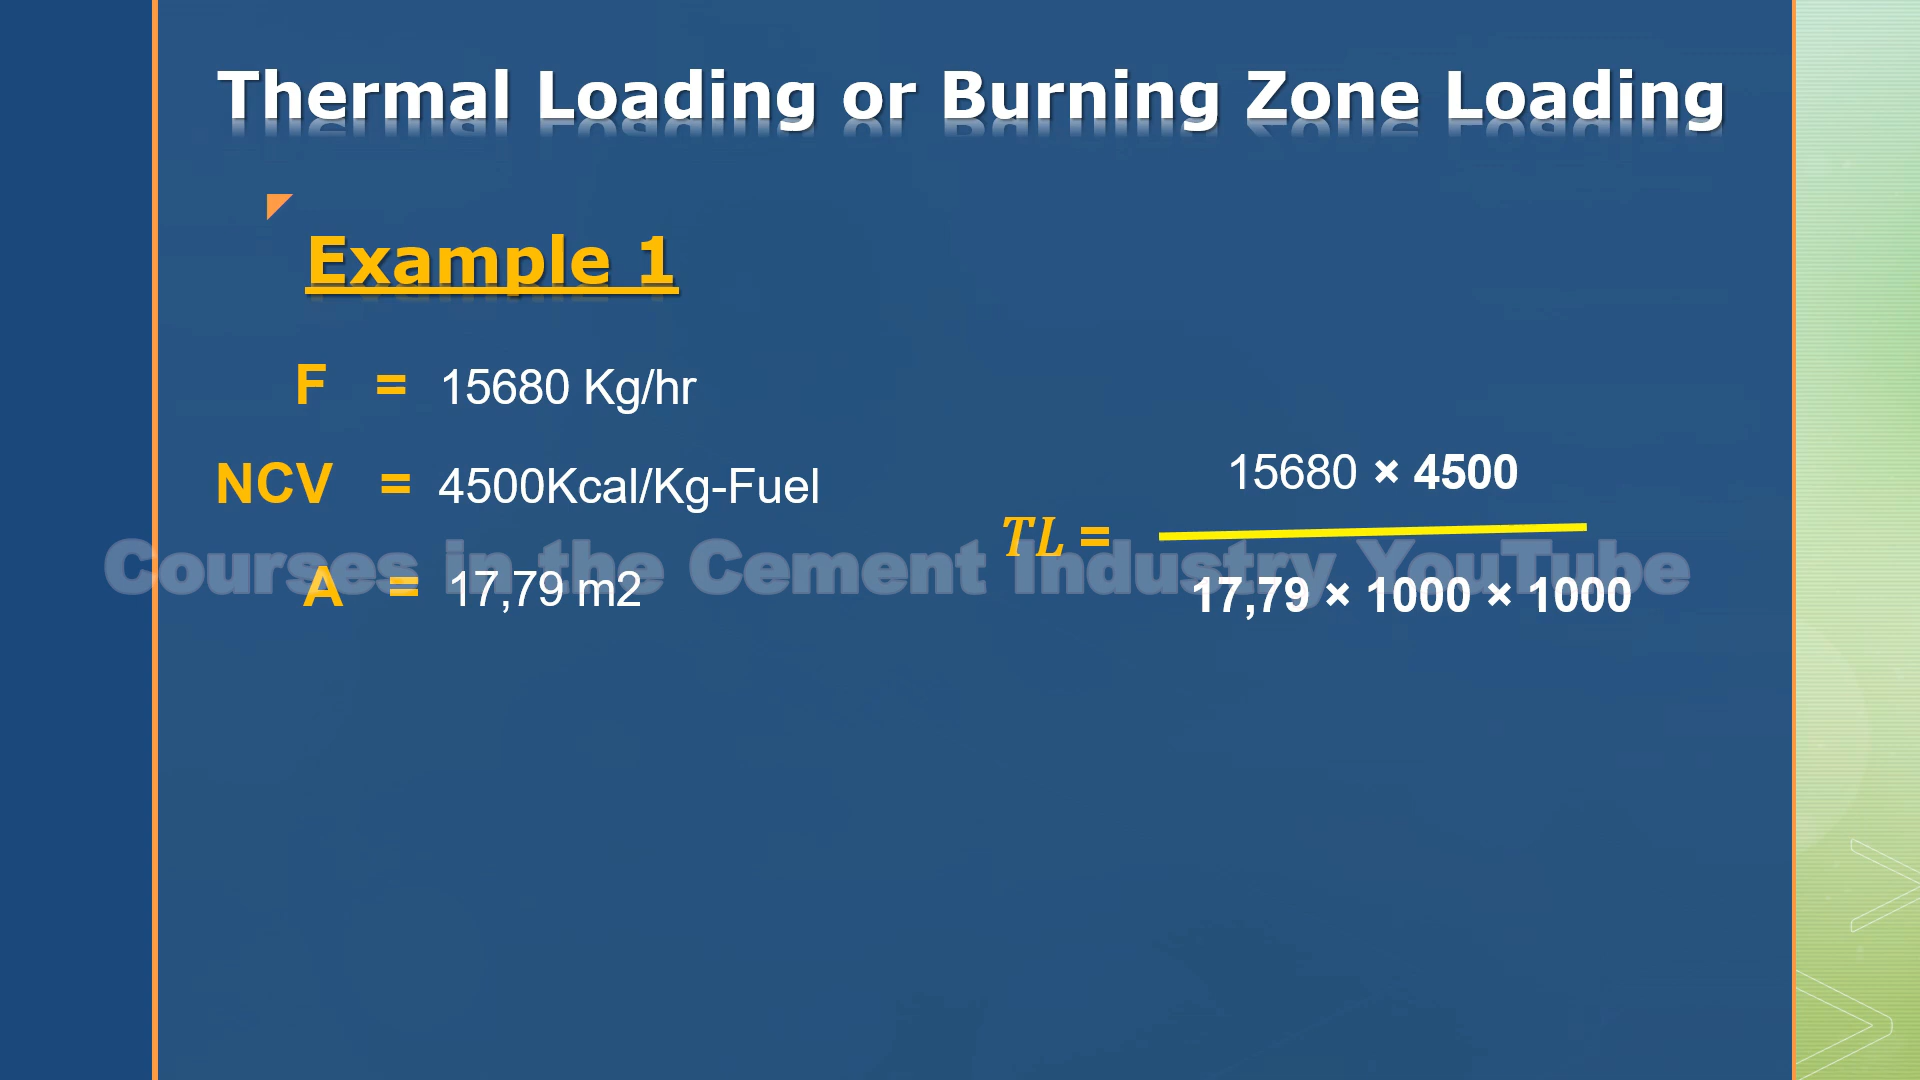 Thermal Loading or Burning Zone Loading
Example 1
F = 15680 Kg/hr
NCV = 4500Kcal/Kg-Fuel
A = 17,79 m2
TL =
15680 × 4500
17,79 × 1000 × 1000
Courses in the Cement Industry YouTube